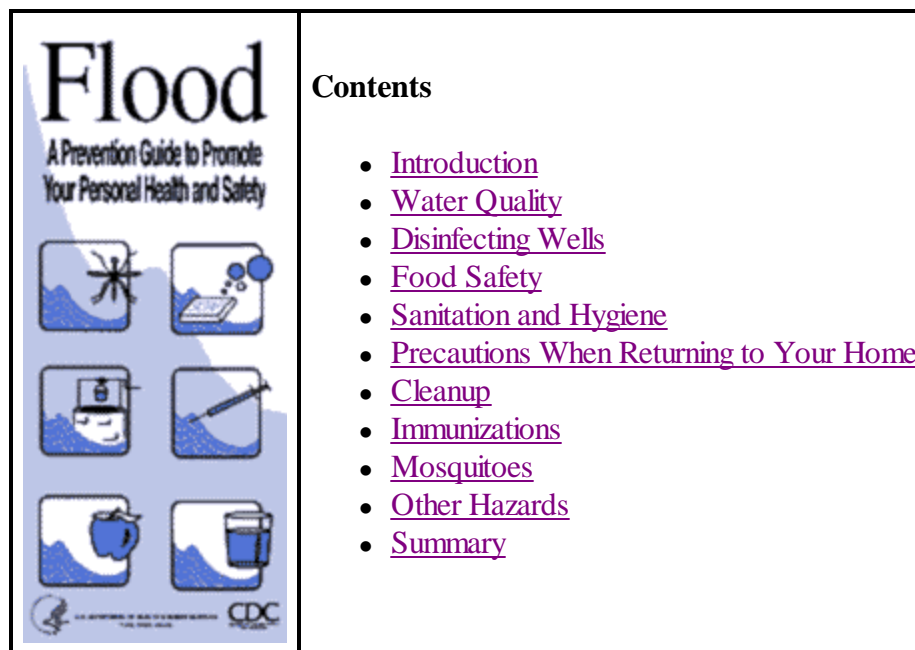 Flood
A Prevention Guide to Promote
Your Personal Health and Safety
CDC
Contents
Introduction
Water Quality
Disinfecting Wells
Food Safety
Sanitation and Hygiene
Precautions When Returning to Your Home
Cleanup
Immunizations
Mosquitoes
Other Hazards
Summary